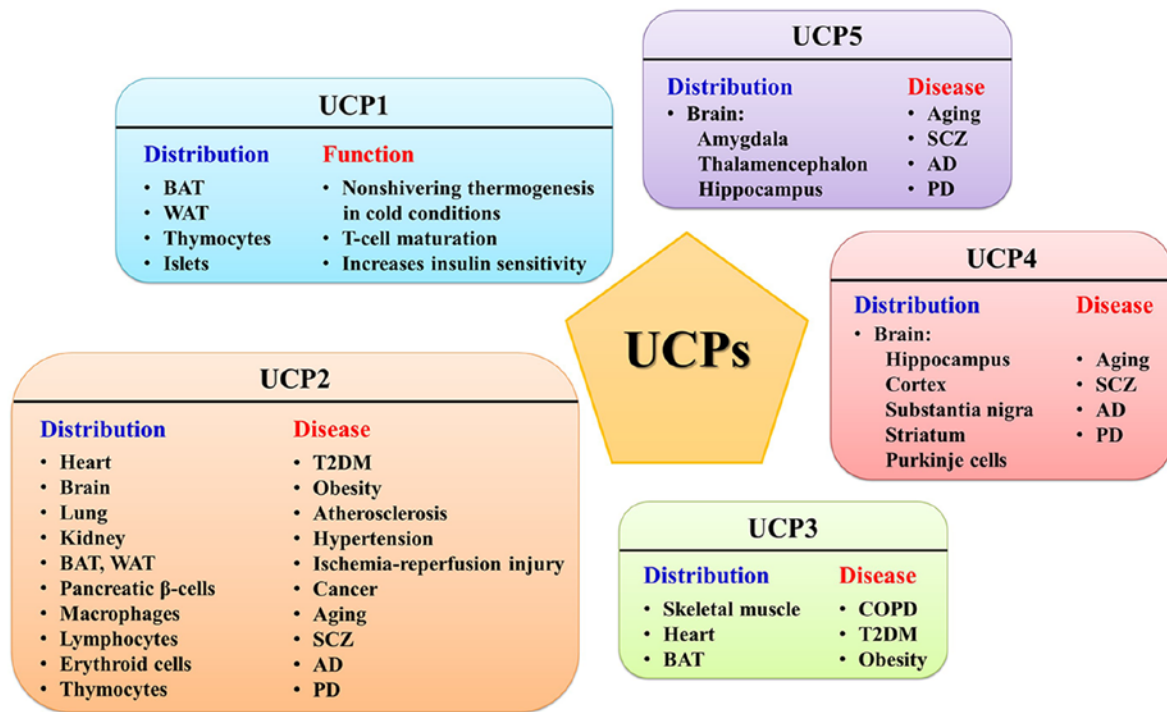 UCP1
Distribution
• BAT
• WAT
• Thymocytes
• Islets
Function
• Nonshivering thermogenesis
in cold conditions
• T-cell maturation
• Increases insulin sensitivity
UCP5
Distribution
• Brain:
Amygdala
Thalamencephalon
Hippocampus
Disease
• Aging
• SCZ
• AD
• PD
UCPs
UCP4
Distribution
• Brain:
Hippocampus
Cortex
Substantia nigra
Striatum
Purkinje cells
Disease
• Aging
• SCZ
• AD
• PD
UCP2
Distribution
• Heart
• Brain
• Lung
• Kidney
• BAT, WAT
• Pancreatic β-cells
• Macrophages
• Lymphocytes
• Erythroid cells
• Thymocytes
Disease
• T2DM
• Obesity
• Atherosclerosis
• Hypertension
• Ischemia-reperfusion injury
• Cancer
• Aging
• SCZ
• AD
• PD
UCP3
Distribution
• Skeletal muscle
• Heart
• BAT
Disease
• COPD
• T2DM
• Obesity